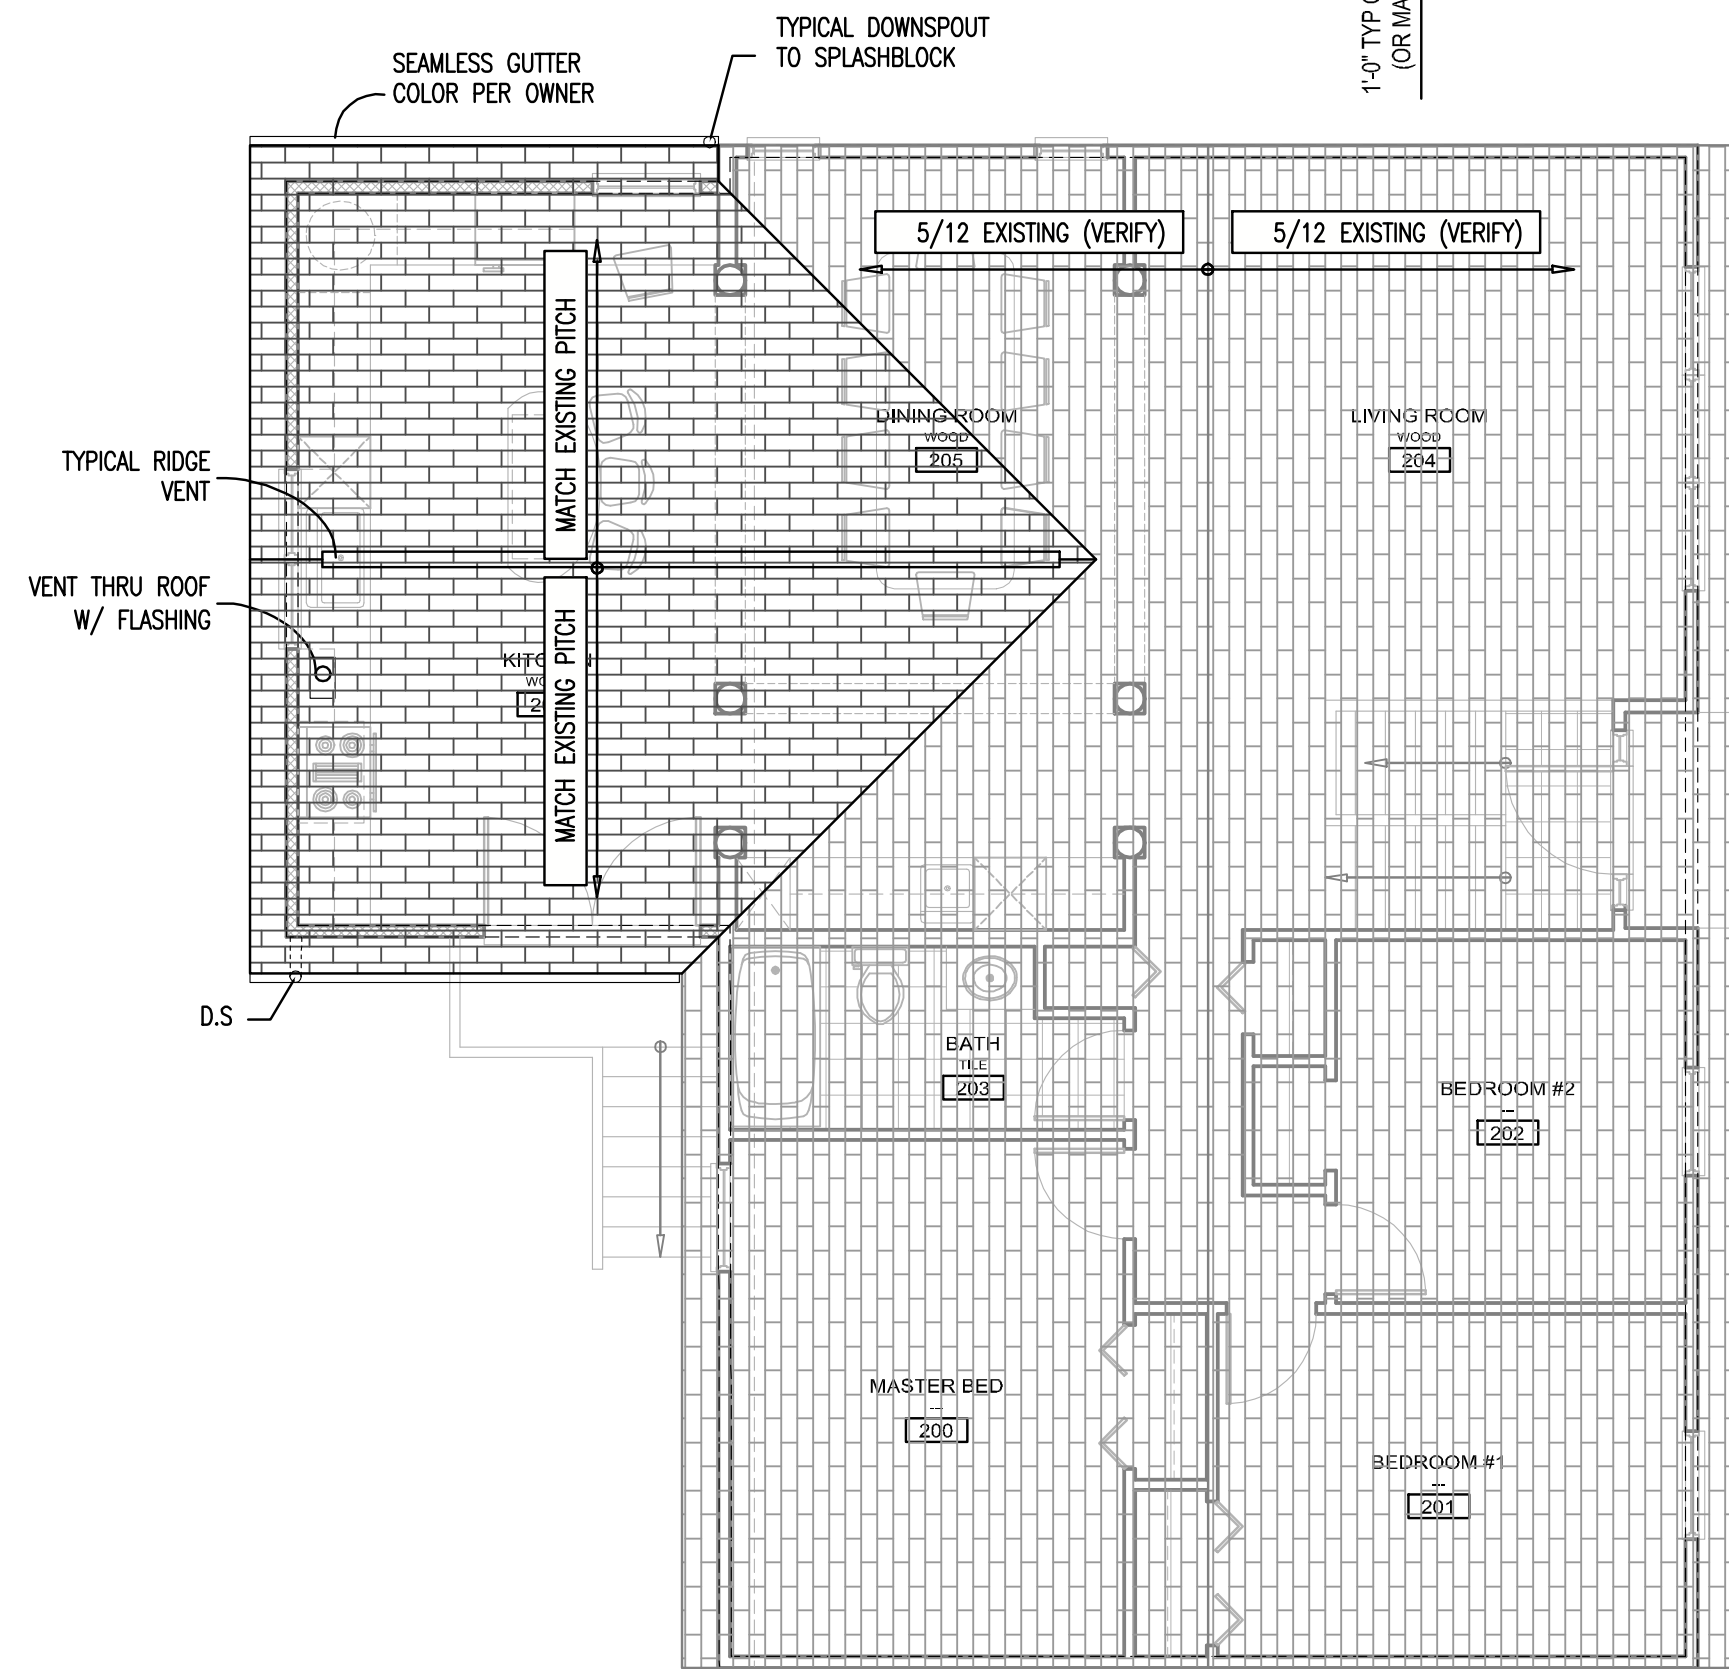 TYPICAL DOWNSPOUT
TO SPLASHBLOCK
1'-0" TYP
(OR
SEAMLESS GUTTER
COLOR PER OWNER
5/12 EXISTING (VERIFY)
5/12 EXISTING (VERIFY)
MATCH EXISTING PITCH
DINING ROOM
WOOD
205
LIVING ROOM
WOOD
204
TYPICAL RIDGE
VENT
VENT THRU ROOF
W/ FLASHING
MATCH EXISTING PITCH
D.S
BATH
TILE
203
BEDROOM #2
---
202
MASTER BED
---
200
BEDROOM #1
---
201